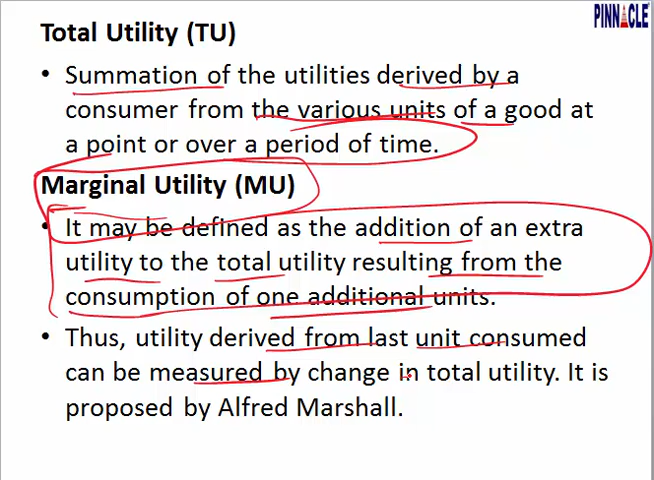 PINNACLE
Total Utility (TU)
• Summation of the utilities derived by a
consumer from the various units of a good at
a point or over a period of time.
Marginal Utility (MU)
• It may be defined as the addition of an extra
utility to the total utility resulting from the
consumption of one additional units.
• Thus, utility derived from last unit consumed
can be measured by change in total utility. It is
proposed by Alfred Marshall.